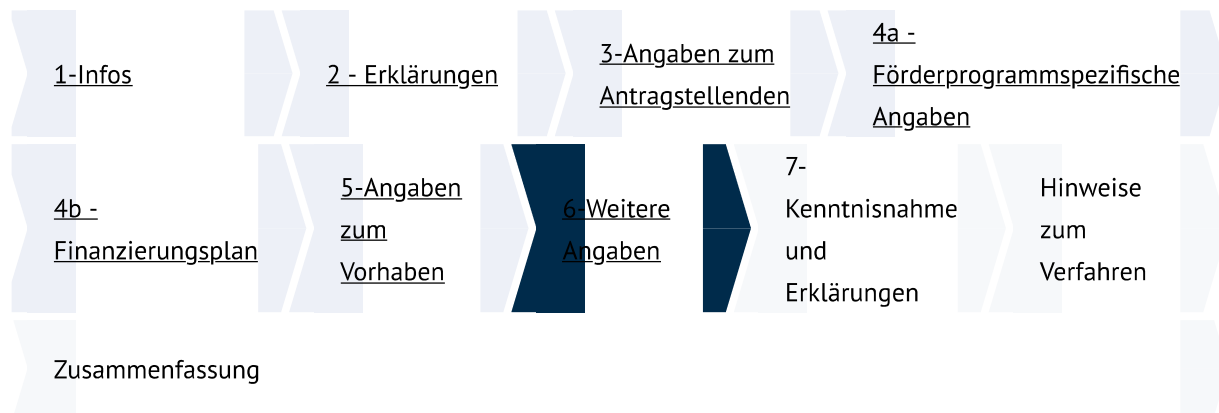 1-Infos
2 - Erklärungen
3-Angaben zum
Antragstellenden
4a -
Förderprogrammspezifische
Angaben
4b -
Finanzierungsplan
5-Angaben
zum
Vorhaben
6-Weitere
Angaben
7-
Kenntnisnahme
und
Erklärungen
Hinweise
zum
Verfahren
Zusammenfassung